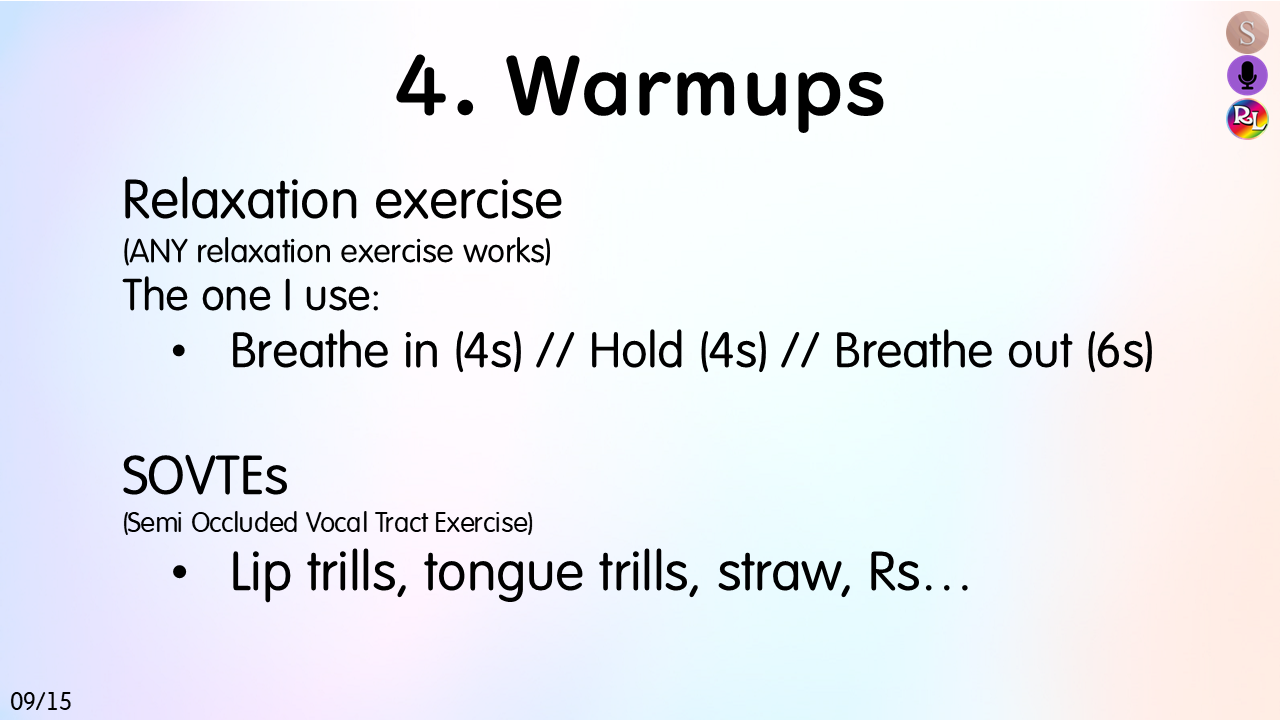 4. Warmups
S
RL
Relaxation exercise
(ANY relaxation exercise works)
The one I use:
• Breathe in (4s) // Hold (4s) // Breathe out (6s)
SOVTEs
(Semi Occluded Vocal Tract Exercise)
• Lip trills, tongue trills, straw, Rs...
09/15